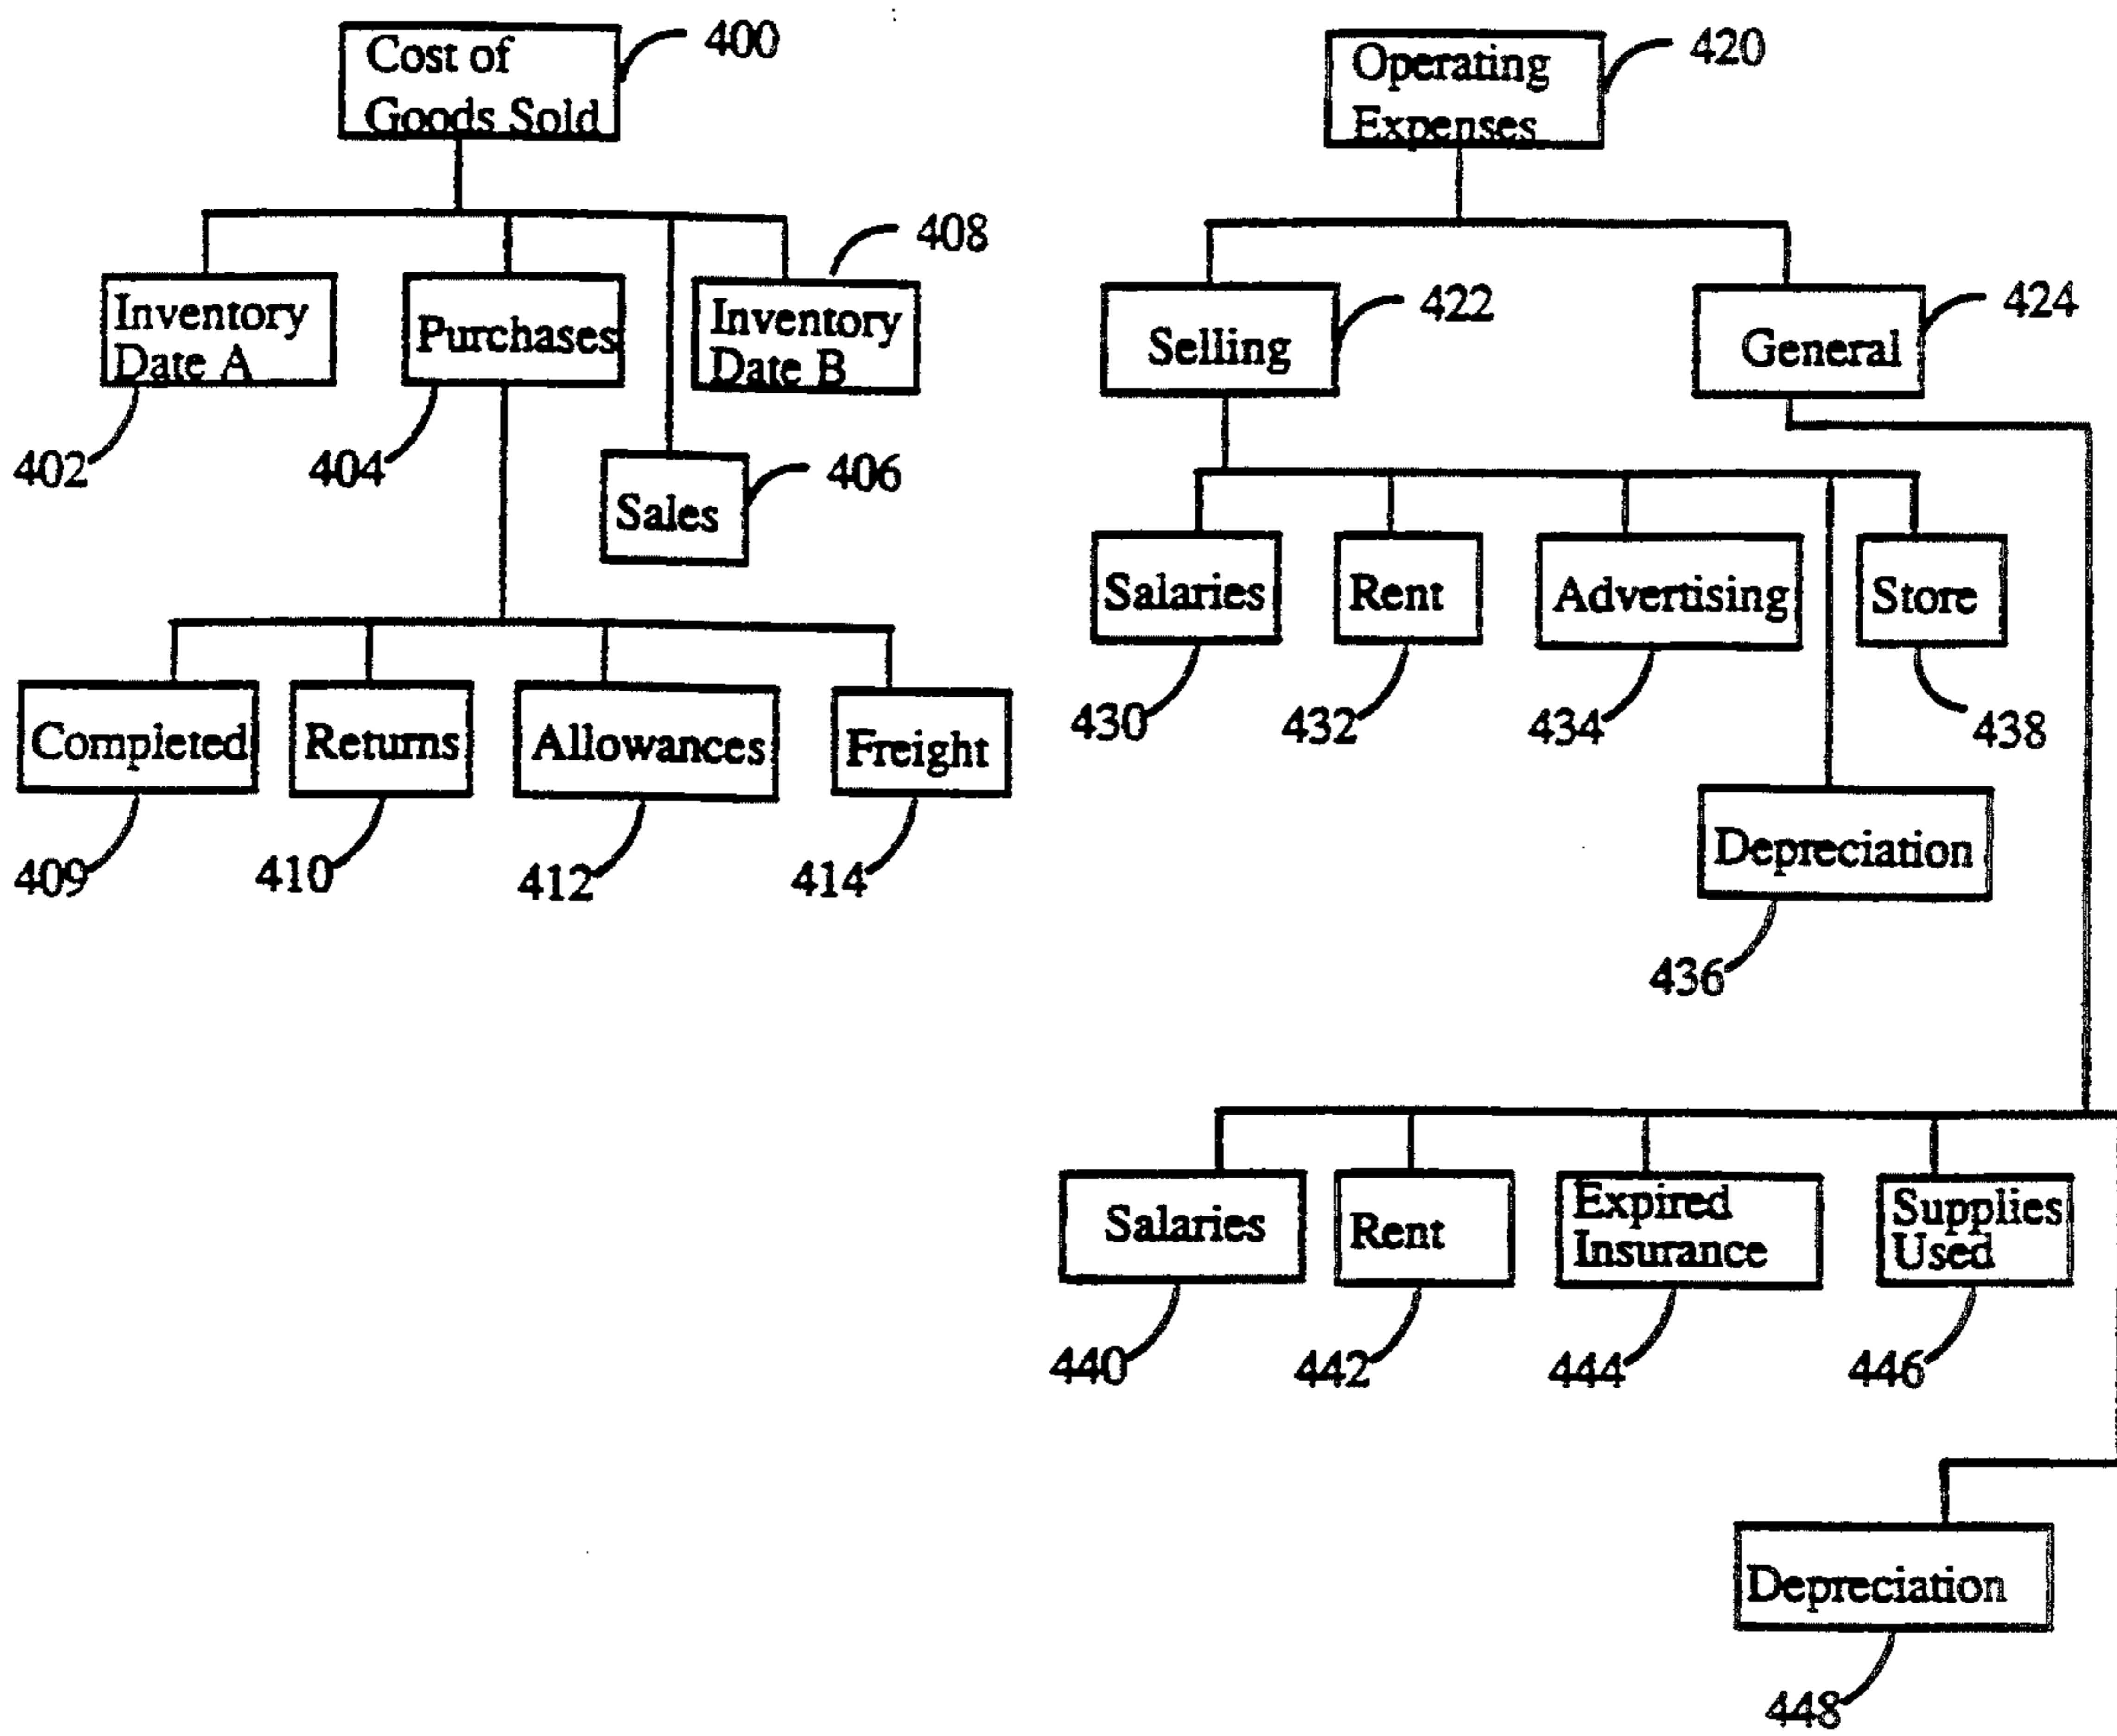 Cost of
Goods Sold
400
Inventory
Date A
402
Purchases
404
Inventory
Date B
408
Sales
406
Completed
409
Returns
410
Allowances
412
Freight
414
Operating
Expenses
420
Selling
422
General
424
Salaries
430
Rent
432
Advertising
434
Store
438
Depreciation
436
Salaries
440
Rent
442
Expired
Insurance
444
Supplies
Used
446
Depreciation
448